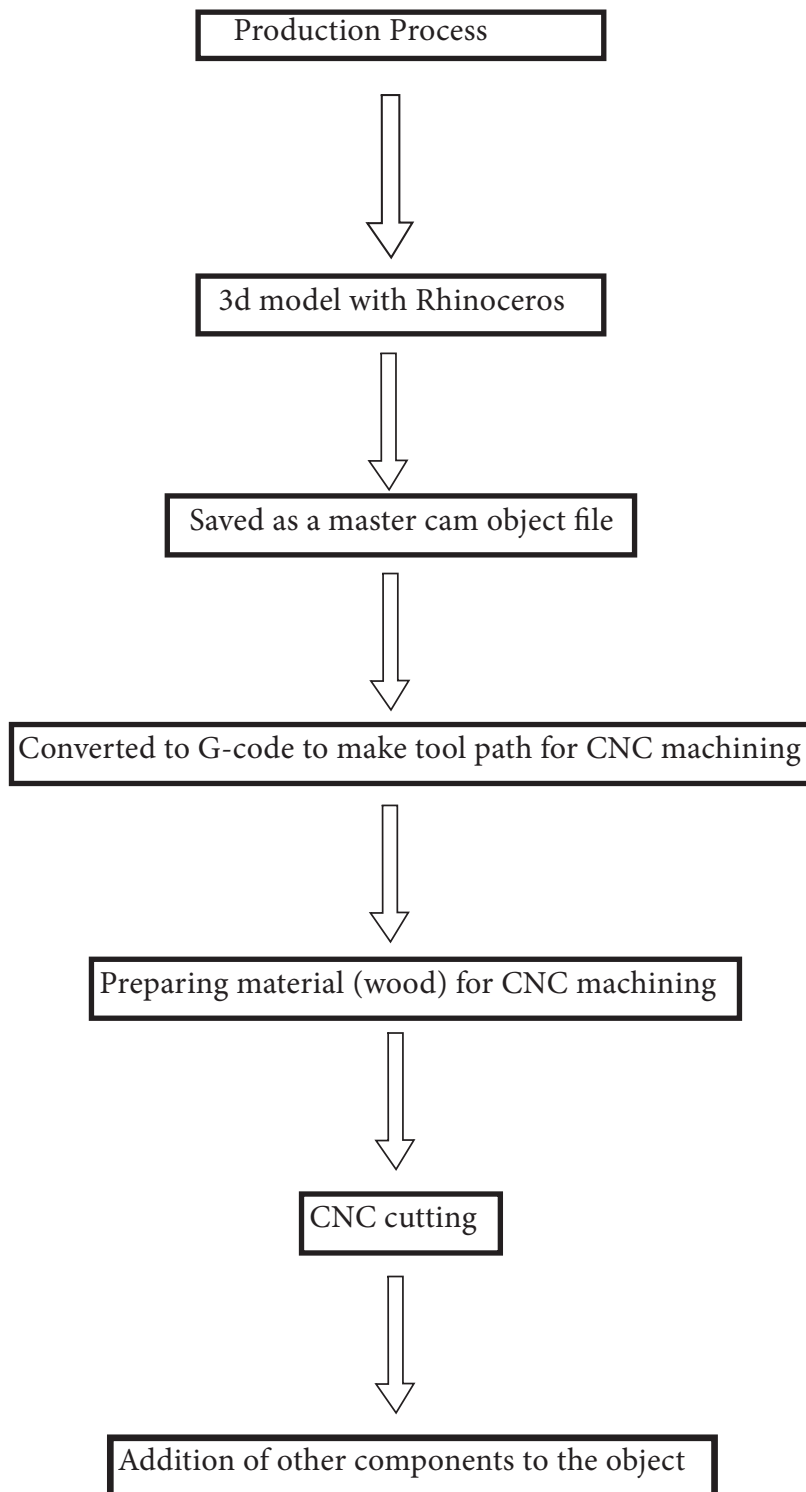 Production Process
3d model with Rhinoceros
Saved as a master cam object file
Converted to G-code to make tool path for CNC machining
Preparing material (wood) for CNC machining
CNC cutting
Addition of other components to the object